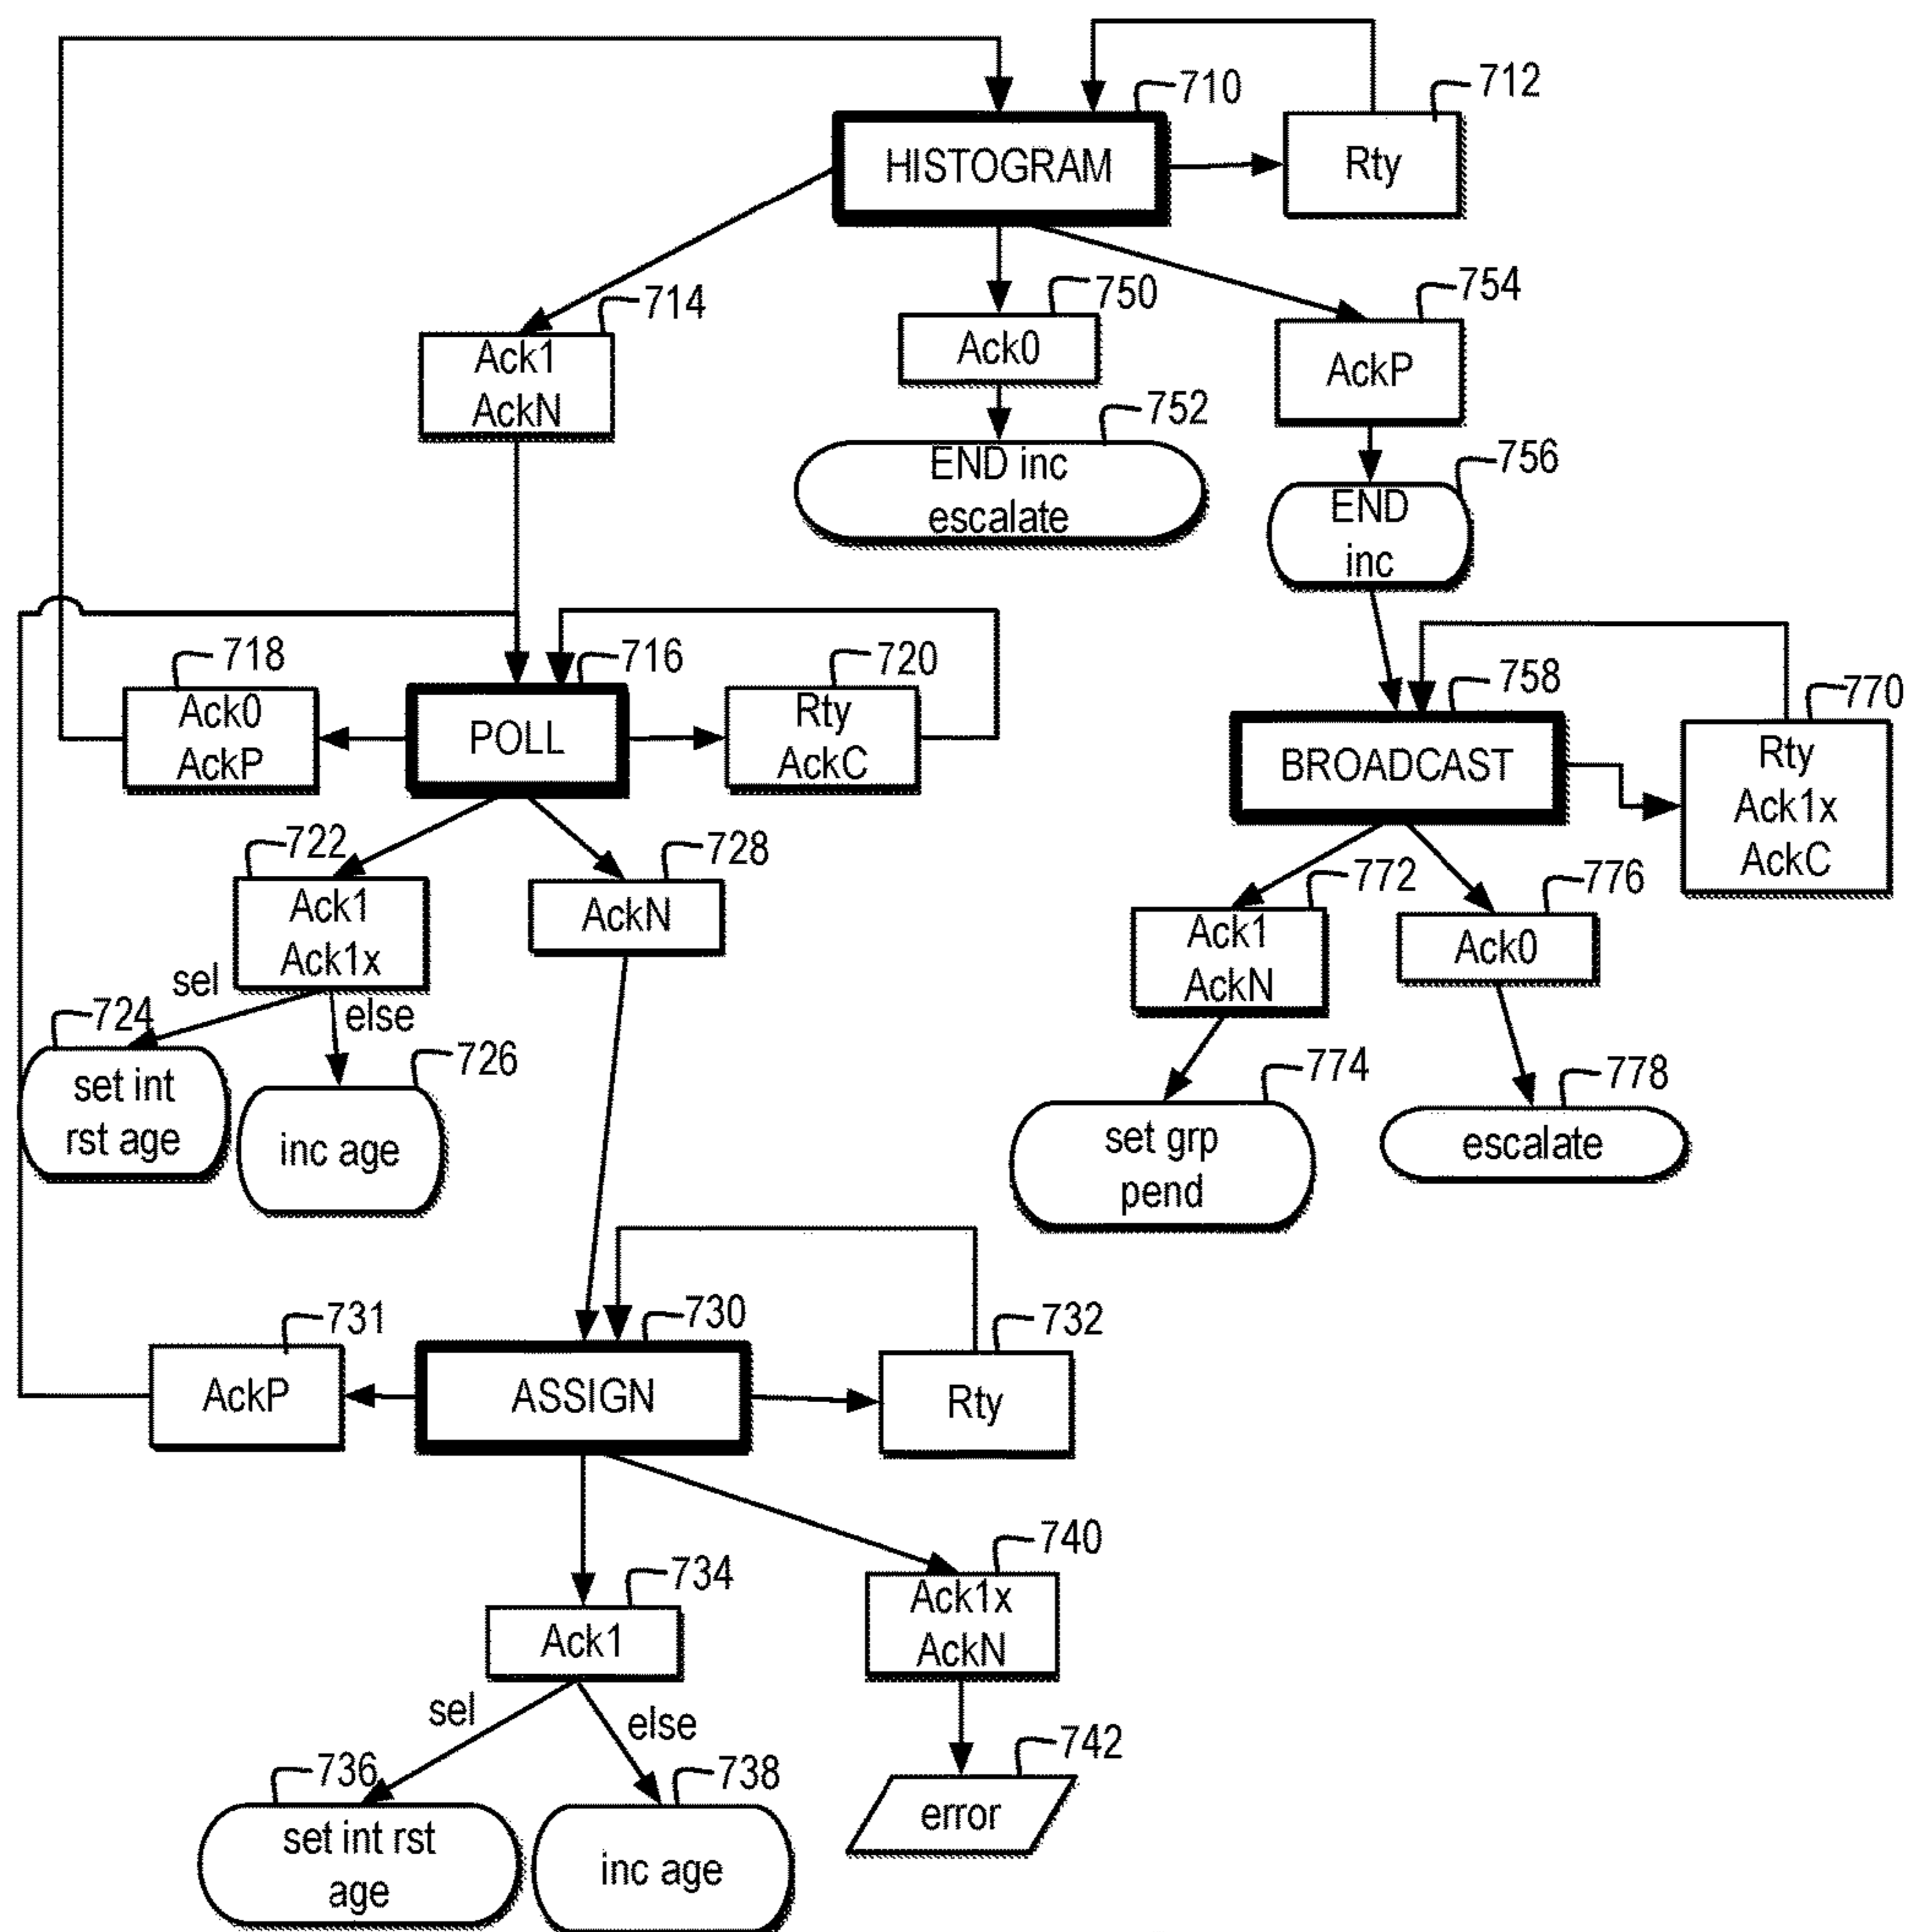 710
712
HISTOGRAM
Rty
714
750
754
Ack1
AckN
Ack0
AckP
752
756
END inc
escalate
END
inc
718
716
720
758
770
Ack0
AckP
POLL
Rty
AckC
BROADCAST
Rty
Ack1x
AckC
722
728
772
776
Ack1
Ack1x
AckN
Ack1
AckN
Ack0
sel
else
724
726
774
778
set int
rst age
inc age
set grp
pend
escalate
731
730
732
AckP
ASSIGN
Rty
734
740
Ack1
Ack1x
AckN
sel
else
736
738
742
set int rst
age
inc age
error